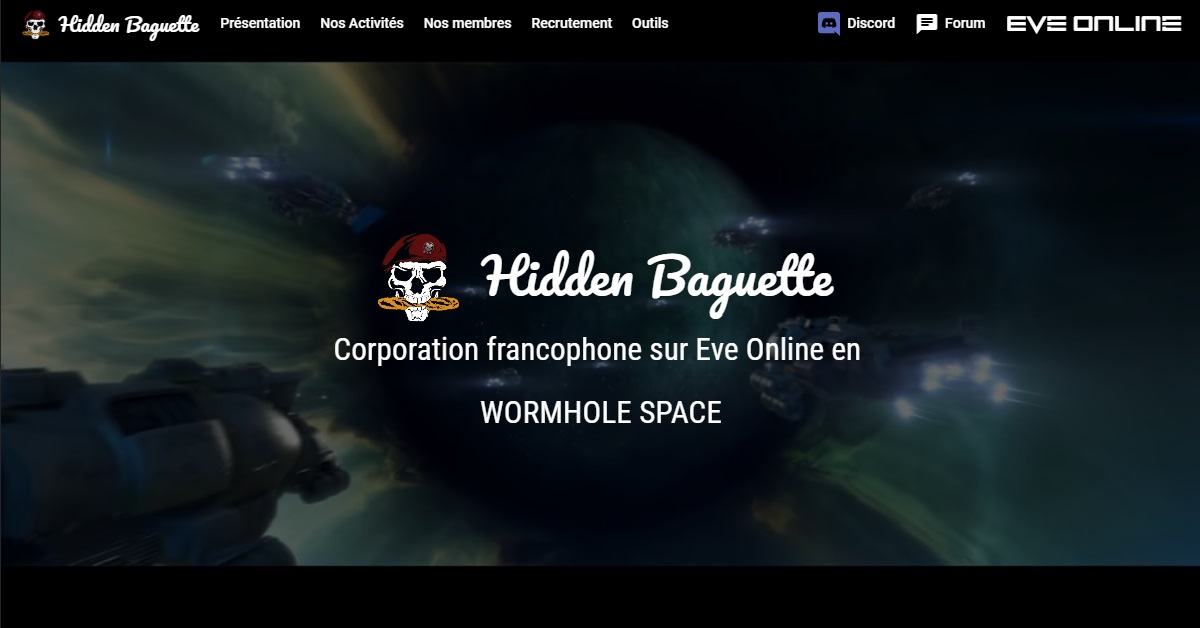 Hidden Baguette Présentation Nos Activités Nos membres Recrutement Outils Discord Forum EVE ONLINE
Hidden Baguette
Corporation francophone sur Eve Online en
WORMHOLE SPACE